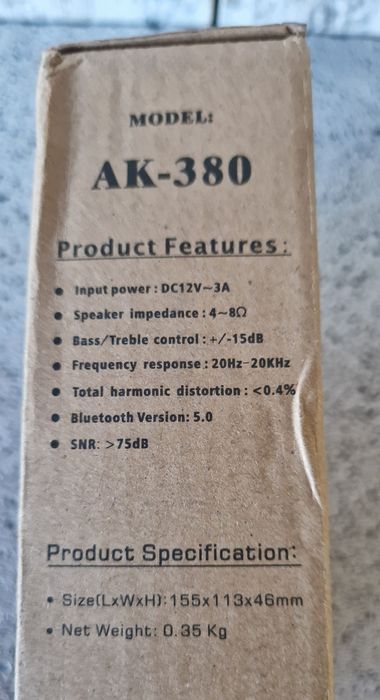 MODEL:
AK-380
Product Features:
• Input power : DC12V~3A
• Speaker impedance : 4~8Ω
• Bass/Treble control : +/-15dB
• Frequency response : 20Hz-20KHz
• Total harmonic distortion : <0.4%
• Bluetooth Version: 5.0
• SNR: >75dB
Product Specification:
• Size(LxWxH):155x113x46mm
• Net Weight: 0.35 Kg